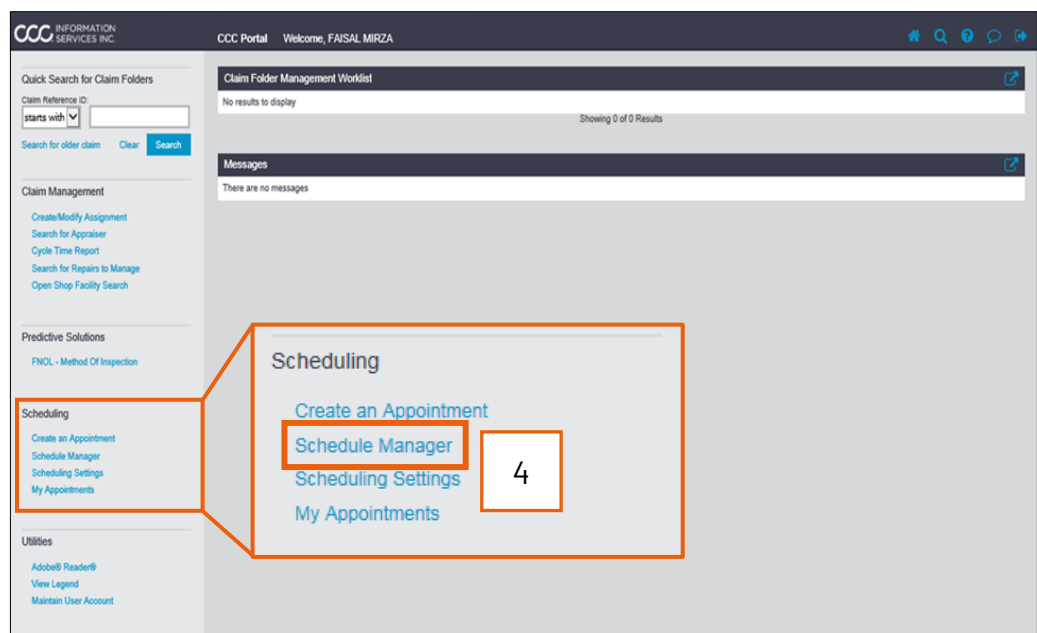 CCC INFORMATION
SERVICES INC.
CCC Portal Welcome, FAISAL MIRZA
Quick Search for Claim Folders
Claim Reference ID:
starts with
Search for older claim Clear Search
Claim Management
Create/Modify Assignment
Search for Appraiser
Cycle Time Report
Search for Repairs to Manage
Open Shop Facility Search
Predictive Solutions
FNOL - Method Of Inspection
Scheduling
Create an Appointment
Schedule Manager
Scheduling Settings
My Appointments
Utilities
Adobe® Reader®
View Legend
Maintain User Account
Claim Folder Management Worklist
No results to display
Showing 0 of 0 Results
Messages
There are no messages
Scheduling
Create an Appointment
Schedule Manager
4
Scheduling Settings
My Appointments